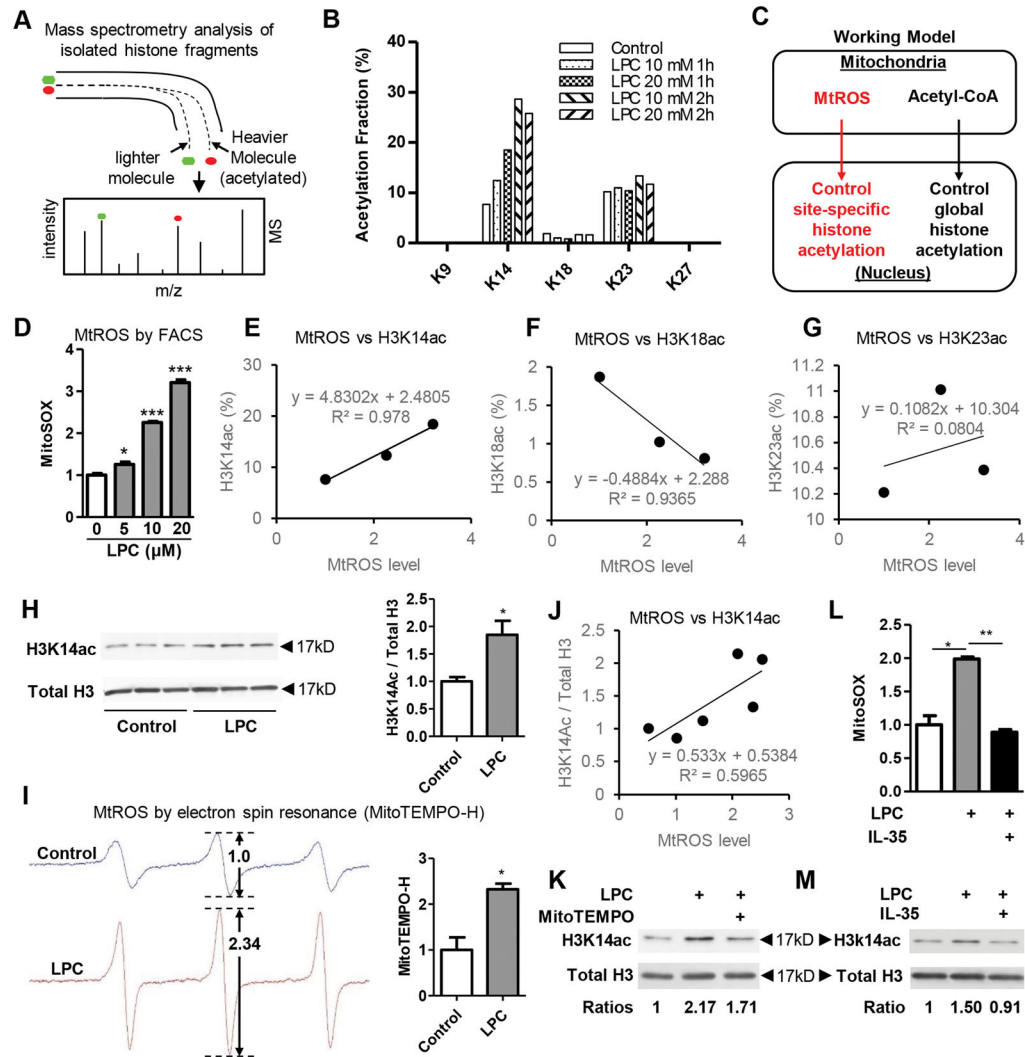 A
Mass spectrometry analysis of
isolated histone fragments
lighter
molecule
Heavier
Molecule
(acetylated)
intensity
MS
m/z
B
Acetylation Fraction (%)
40
30
20
10
0
K9
K14
K18
K23
K27
Control
LPC 10 mM 1h
LPC 20 mM 1h
LPC 10 mM 2h
LPC 20 mM 2h
C
Working Model
Mitochondria
MtROS
Acetyl-CoA
Control
site-specific
histone
acetylation
Control
global
histone
acetylation
(Nucleus)
D
MtROS by FACS
MitoSOX
4
3
2
1
0
*
***
***
0 5 10 20
LPC (µM)
E
MtROS vs H3K14ac
H3K14ac (%)
30
20
10
0
y = 4.8302x + 2.4805
R² = 0.978
0 2 4
MtROS level
F
MtROS vs H3K18ac
H3K18ac (%)
2
1.5
1
0.5
0
y = -0.4884x + 2.288
R² = 0.9365
0 2 4
MtROS level
G
MtROS vs H3K23ac
H3K23ac (%)
11.2
11
10.8
10.6
10.4
10.2
10
y = 0.1082x + 10.304
R² = 0.0804
0 2 4
MtROS level
H
H3K14ac
17kD
Total H3
17kD
Control
LPC
H3K14Ac / Total H3
2.5
2.0
1.5
1.0
0.5
0.0
*
Control
LPC
I
MtROS by electron spin resonance (MitoTEMPO-H)
Control
1.0
LPC
2.34
MitoTEMPO-H
3
2
1
0
*
Control
LPC
J
MtROS vs H3K14ac
H3K14Ac / Total H3
2.5
2
1.5
1
0.5
0
y = 0.533x + 0.5384
R² = 0.5965
0 1 2 3
MtROS level
L
MitoSOX
2.5
2.0
1.5
1.0
0.5
0.0
*
**
LPC + +
IL-35 +
K
LPC + +
MitoTEMPO +
H3K14ac
17kD
Total H3
17kD
Ratios 1 2.17 1.71
M
LPC + +
IL-35 +
H3k14ac
Total H3
Ratio 1 1.50 0.91